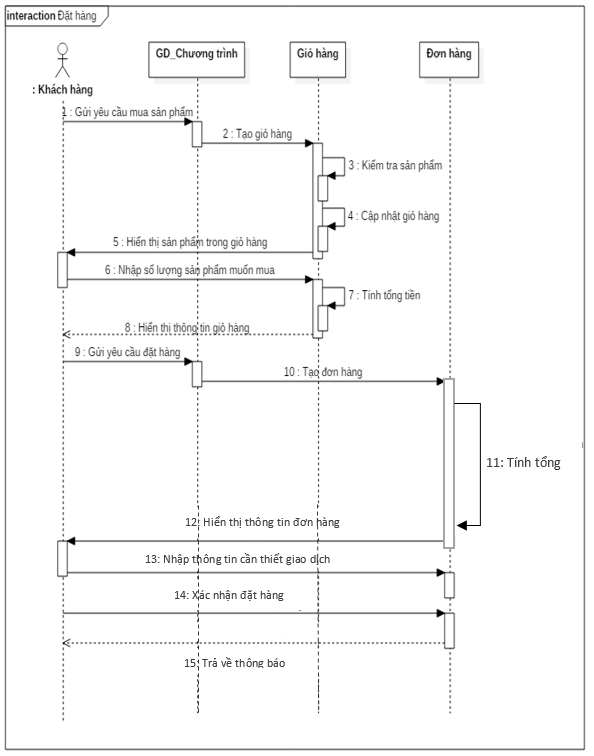 interaction Đặt hàng
GD_Chương trình
Giỏ hàng
Đơn hàng
: Khách hàng
1 : Gửi yêu cầu mua sản phẩm
2 : Tạo giỏ hàng
3 : Kiểm tra sản phẩm
4 : Cập nhật giỏ hàng
5 : Hiển thị sản phẩm trong giỏ hàng
6 : Nhập số lượng sản phẩm muốn mua
7 : Tính tổng tiền
8 : Hiển thị thông tin giỏ hàng
9 : Gửi yêu cầu đặt hàng
10 : Tạo đơn hàng
11: Tính tổng
12: Hiển thị thông tin đơn hàng
13: Nhập thông tin cần thiết giao dịch
14: Xác nhận đặt hàng
15: Trả về thông báo